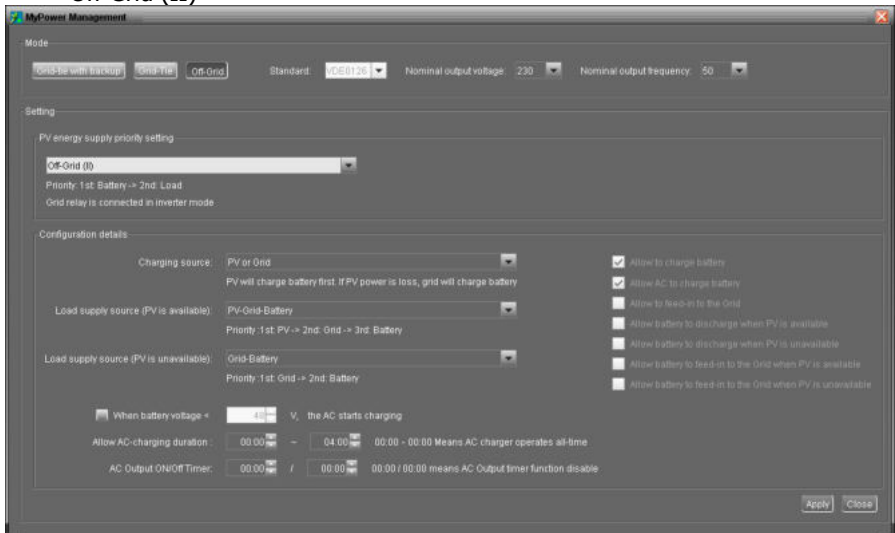 Off-Grid (II)
MyPower Management
Mode
Grid-tie with backup Grid-Tie Off-Grid Standard: VDE0126 Nominal output voltage: 230 Nominal output frequency: 50
Setting
PV energy supply priority setting
Off-Grid (II)
Priority: 1st: Battery -> 2nd: Load
Grid relay is connected in inverter mode
Configuration details
Charging source: PV or Grid
PV will charge battery first. If PV power is loss, grid will charge battery
Load supply source (PV is available): PV-Grid-Battery
Priority :1st: PV -> 2nd: Grid -> 3rd: Battery
Load supply source (PV is unavailable): Grid-Battery
Priority :1st: Grid -> 2nd: Battery
Allow to charge battery
Allow AC to charge battery
Allow to feed-in to the Grid
Allow battery to discharge when PV is available
Allow battery to discharge when PV is unavailable
Allow battery to feed-in to the Grid when PV is available
Allow battery to feed-in to the Grid when PV is unavailable
When battery voltage < 48 V, the AC starts charging
Allow AC-charging duration : 00:00 ~ 04:00 00:00 - 00:00 Means AC charger operates all-time
AC Output ON/Off Timer: 00:00 / 00:00 00:00 / 00:00 means AC Output timer function disable
Apply Close